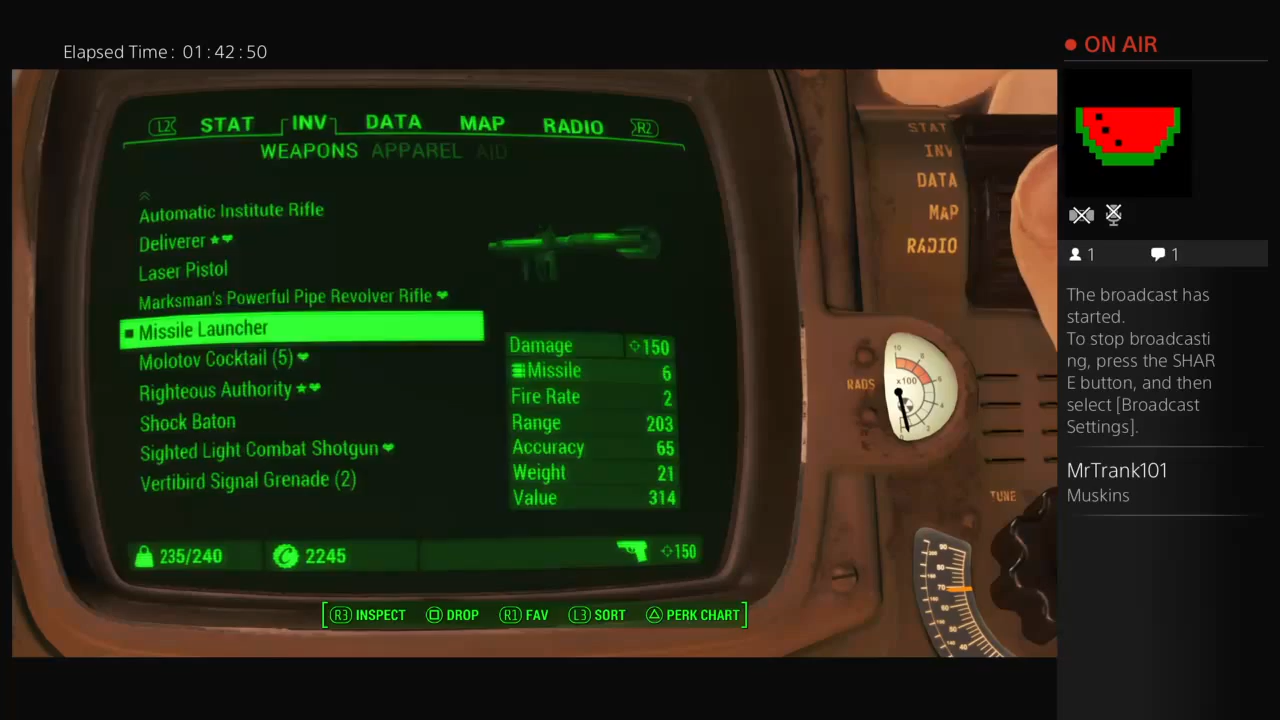 Elapsed Time: 01:42:50
ON AIR
L2 STAT INV DATA MAP RADIO R2
WEAPONS APPAREL AID
Automatic Institute Rifle
Deliverer ★♥
Laser Pistol
Marksman's Powerful Pipe Revolver Rifle ♥
Missile Launcher
Molotov Cocktail (5) ♥
Righteous Authority ★♥
Shock Baton
Sighted Light Combat Shotgun ♥
Vertibird Signal Grenade (2)
Damage 150
Missile 6
Fire Rate 2
Range 203
Accuracy 65
Weight 21
Value 314
235/240 2245 150
R3 INSPECT DROP R1 FAV L3 SORT PERK CHART
STAT
INV
DATA
MAP
RADIO
RADS
x100
TUNE
1 1
The broadcast has
started.
To stop broadcasti
ng, press the SHAR
E button, and then
select [Broadcast
Settings].
MrTrank101
Muskins